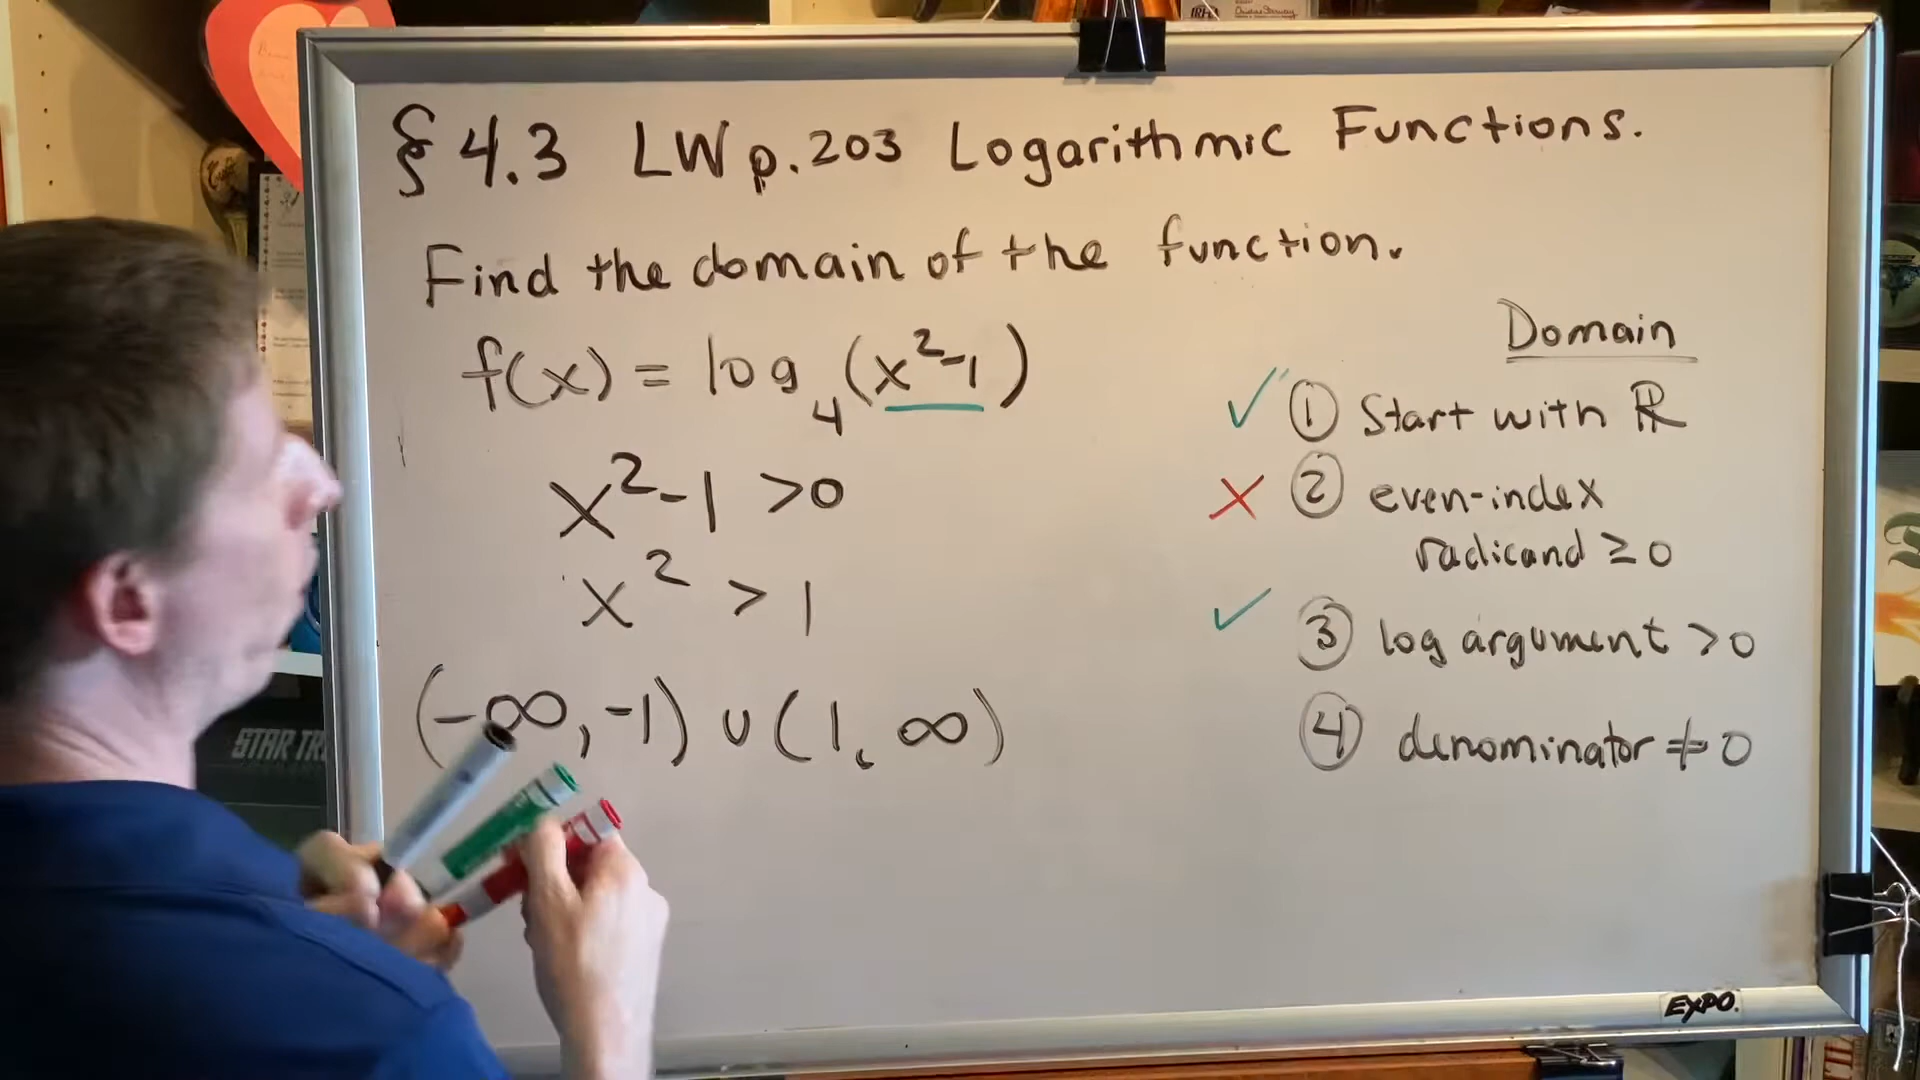 § 4.3 LW p. 203 Logarithmic Functions.
Find the domain of the function.
f(x) = log₄ (x²-1)
x²-1 >0
x² > 1
(-∞, -1) ∪ (1, ∞)
Domain
✓ ① Start with ℝ
✗ ② even-index
radicand ≥ 0
✓ ③ log argument > 0
④ denominator ≠ 0
STAR TR
EXPO.